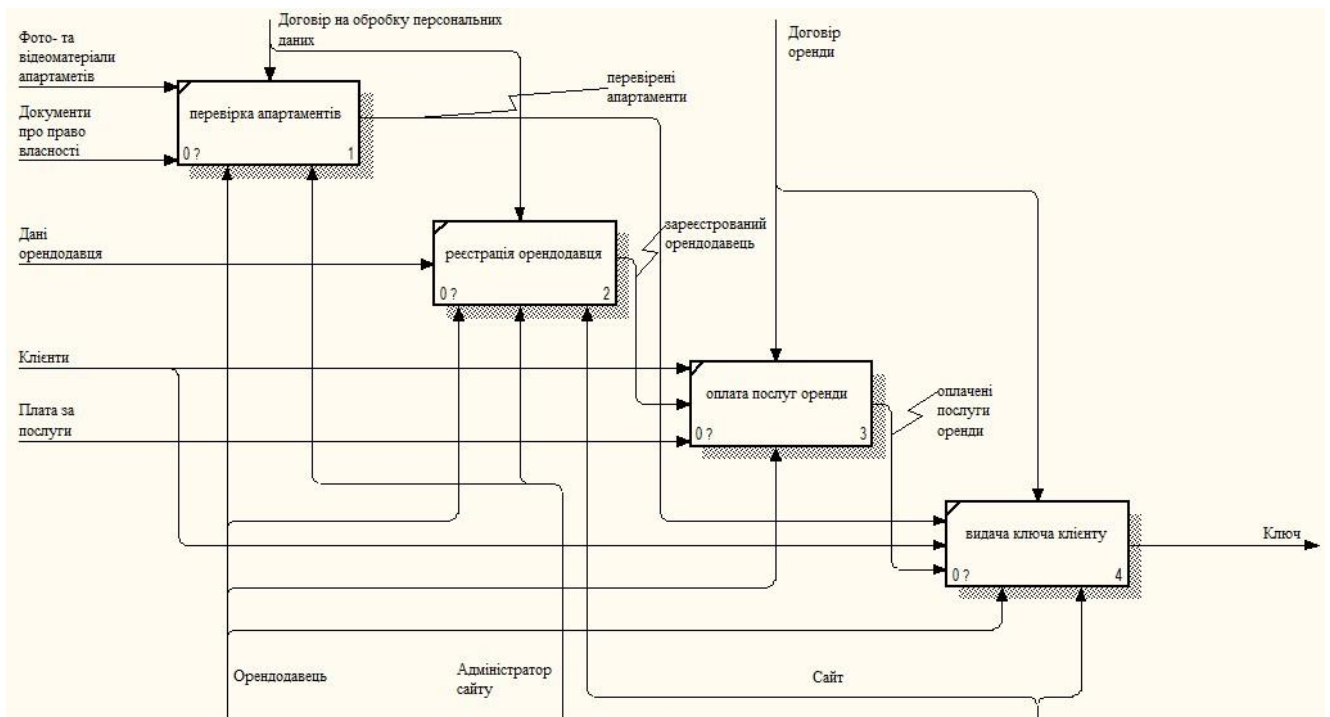 Договір на обробку персональних
даних
Договір
оренди
Фото- та
відеоматеріали
апартаметів
Документи
про право
власності
перевірка апартаментів
0 ?
1
перевірені
апартаменти
Дані
орендодавця
реєстрація орендодавця
0 ?
2
зареєстрований
орендодавець
Клієнти
Плата за
послуги
оплата послуг оренди
0 ?
3
оплачені
послуги
оренди
видача ключа клієнту
0 ?
4
Ключ
Орендодавець
Адміністратор
сайту
Сайт